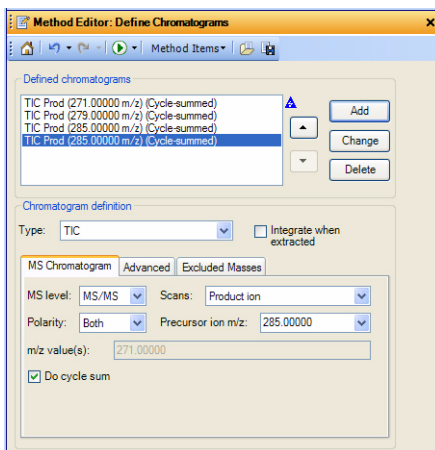 Method Editor: Define Chromatograms
Method Items
Defined chromatograms
TIC Prod (271.00000 m/z) (Cycle-summed)
TIC Prod (279.00000 m/z) (Cycle-summed)
TIC Prod (285.00000 m/z) (Cycle-summed)
TIC Prod (285.00000 m/z) (Cycle-summed)
Add
Change
Delete
Chromatogram definition
Type: TIC
Integrate when
extracted
MS Chromatogram Advanced Excluded Masses
MS level: MS/MS Scans: Product ion
Polarity: Both Precursor ion m/z: 285.00000
m/z value(s): 271.00000
Do cycle sum